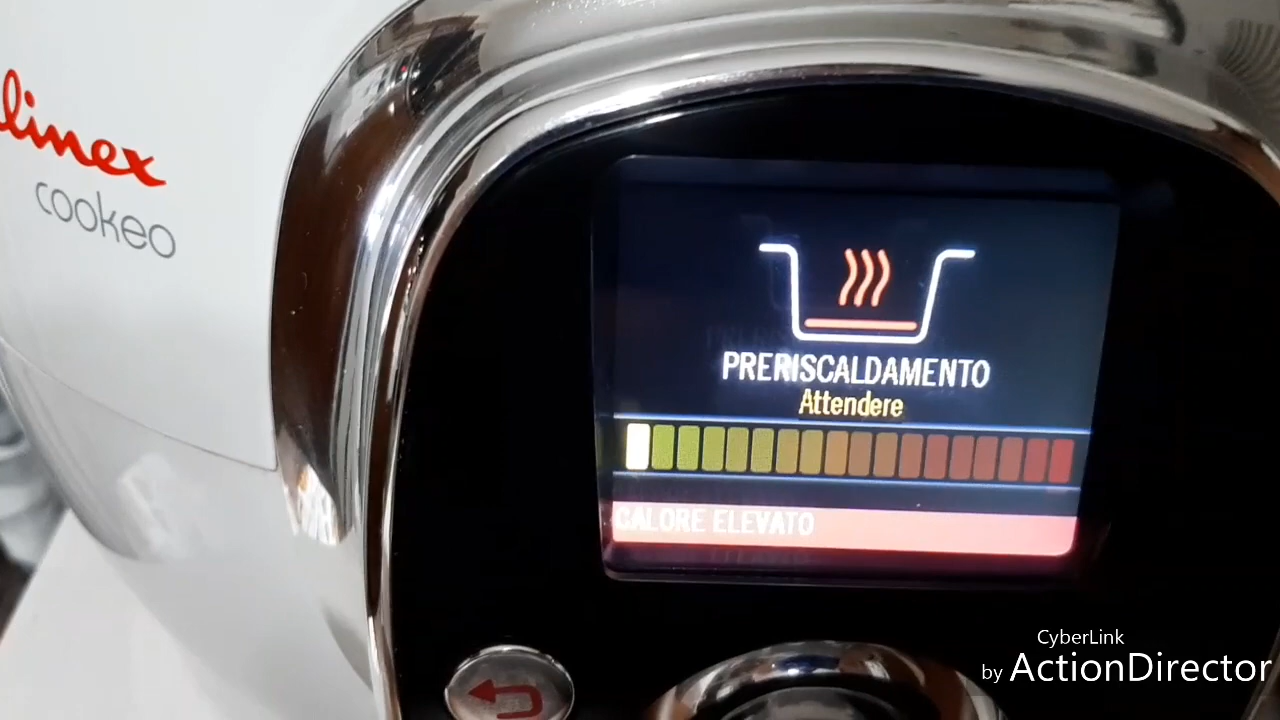 linex
cookeo
PRERISCALDAMENTO
Attendere
CALORE ELEVATO
CyberLink
by ActionDirector